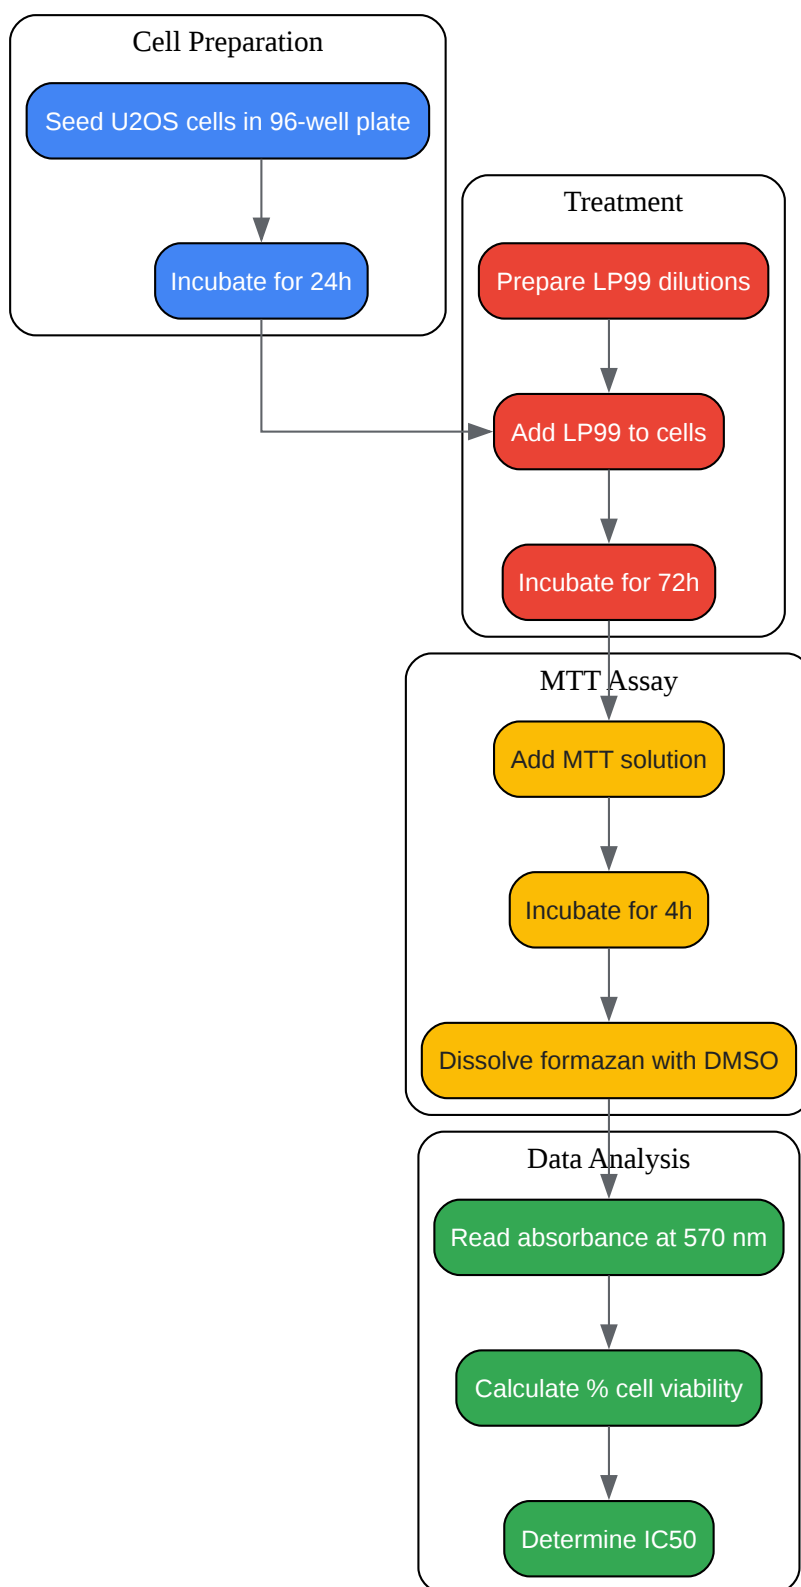 Cell Preparation
Seed U2OS cells in 96-well plate
Incubate for 24h
Treatment
Prepare LP99 dilutions
Add LP99 to cells
Incubate for 72h
MTT Assay
Add MTT solution
Incubate for 4h
Dissolve formazan with DMSO
Data Analysis
Read absorbance at 570 nm
Calculate % cell viability
Determine IC50